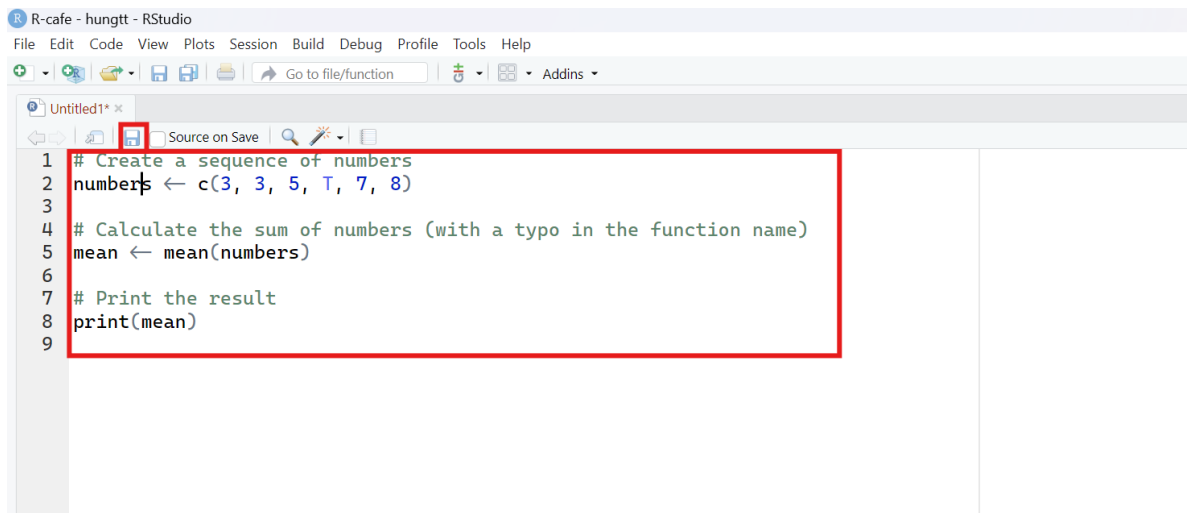 R R-cafe - hungtt - RStudio
File Edit Code View Plots Session Build Debug Profile Tools Help
Go to file/function Addins
Untitled1*
Source on Save
1 # Create a sequence of numbers
2 numbers ← c(3, 3, 5, T, 7, 8)
3
4 # Calculate the sum of numbers (with a typo in the function name)
5 mean ← mean(numbers)
6
7 # Print the result
8 print(mean)
9